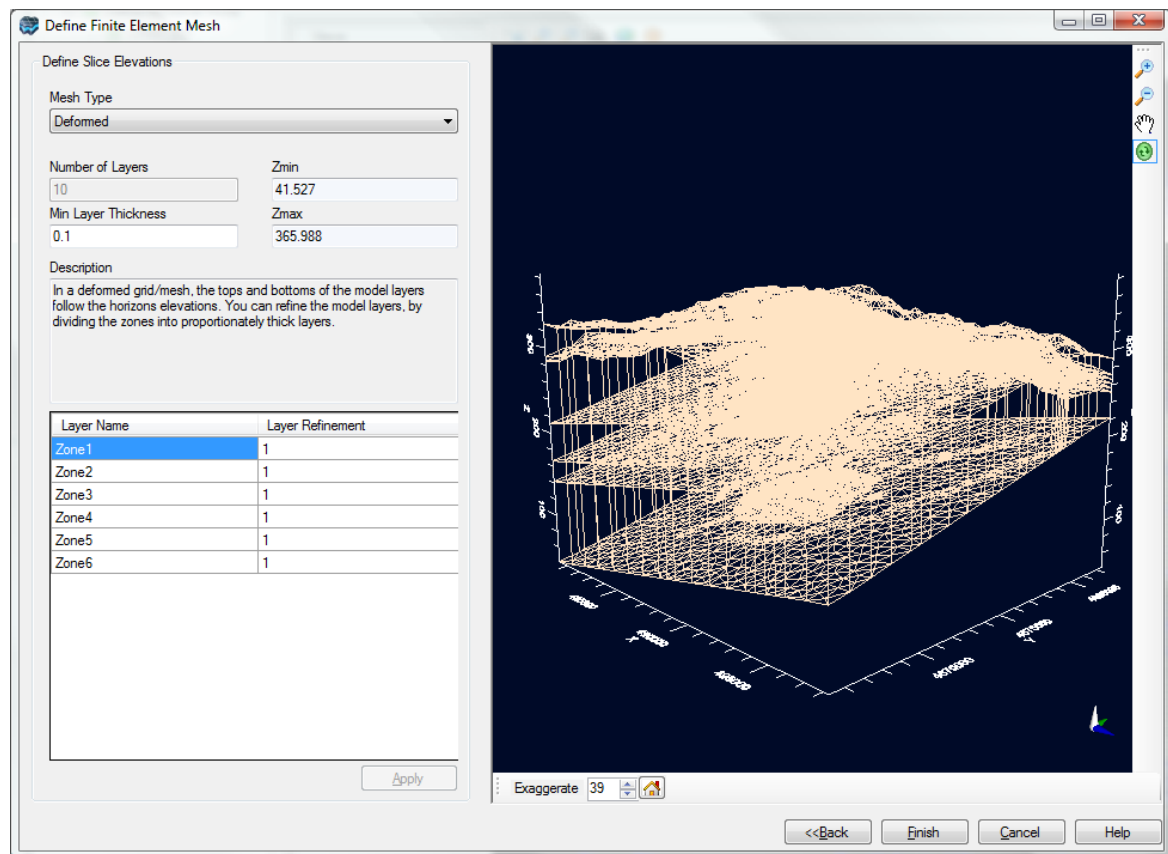 Define Finite Element Mesh
Define Slice Elevations
Mesh Type
Deformed
Number of Layers
Zmin
10
41.527
Min Layer Thickness
Zmax
0.1
365.988
Description
In a deformed grid/mesh, the tops and bottoms of the model layers
follow the horizons elevations. You can refine the model layers, by
dividing the zones into proportionately thick layers.
Layer Name
Layer Refinement
Zone1
1
Zone2
1
Zone3
1
Zone4
1
Zone5
1
Zone6
1
Apply
Z
X
Y
200
100
100
Exaggerate
39
<<Back
Finish
Cancel
Help